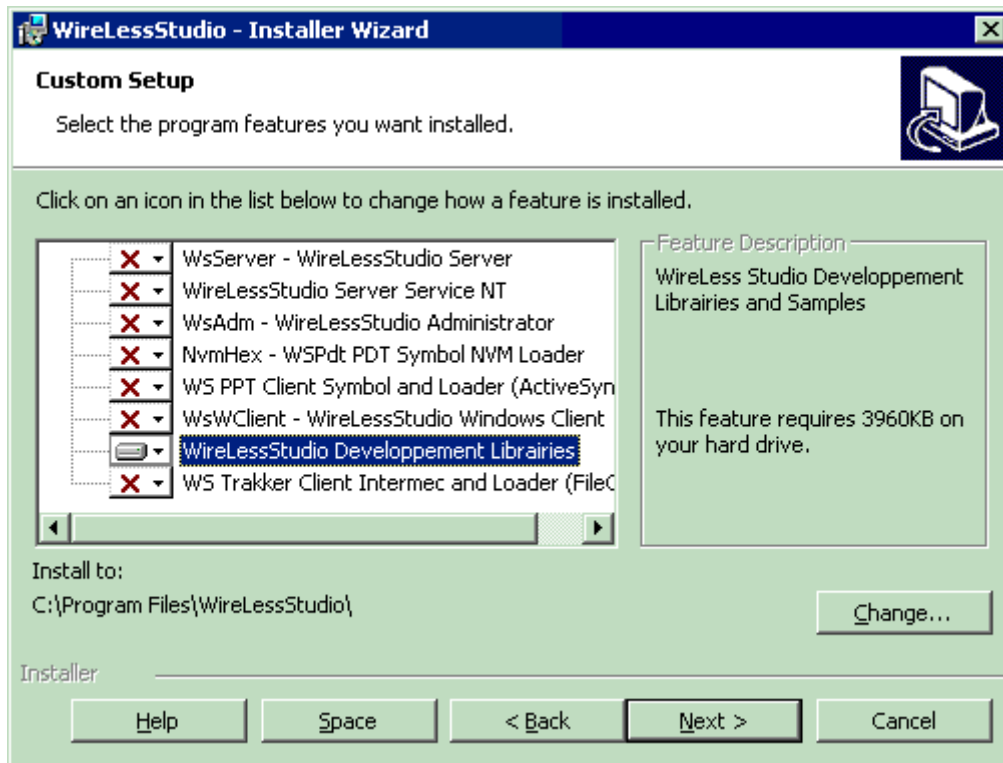 WireLessStudio - Installer Wizard
Custom Setup
Select the program features you want installed.
Click on an icon in the list below to change how a feature is installed.
WsServer - WireLessStudio Server
WireLessStudio Server Service NT
WsAdm - WireLessStudio Administrator
NvmHex - WSPdt PDT Symbol NVM Loader
WS PPT Client Symbol and Loader (ActiveSyn
WsWClient - WireLessStudio Windows Client
WireLessStudio Developpement Librairies
WS Trakker Client Intermec and Loader (FileC
Feature Description
WireLess Studio Developpement
Librairies and Samples
This feature requires 3960KB on
your hard drive.
Install to:
C:\Program Files\WireLessStudio\
Change...
Installer
Help
Space
< Back
Next >
Cancel